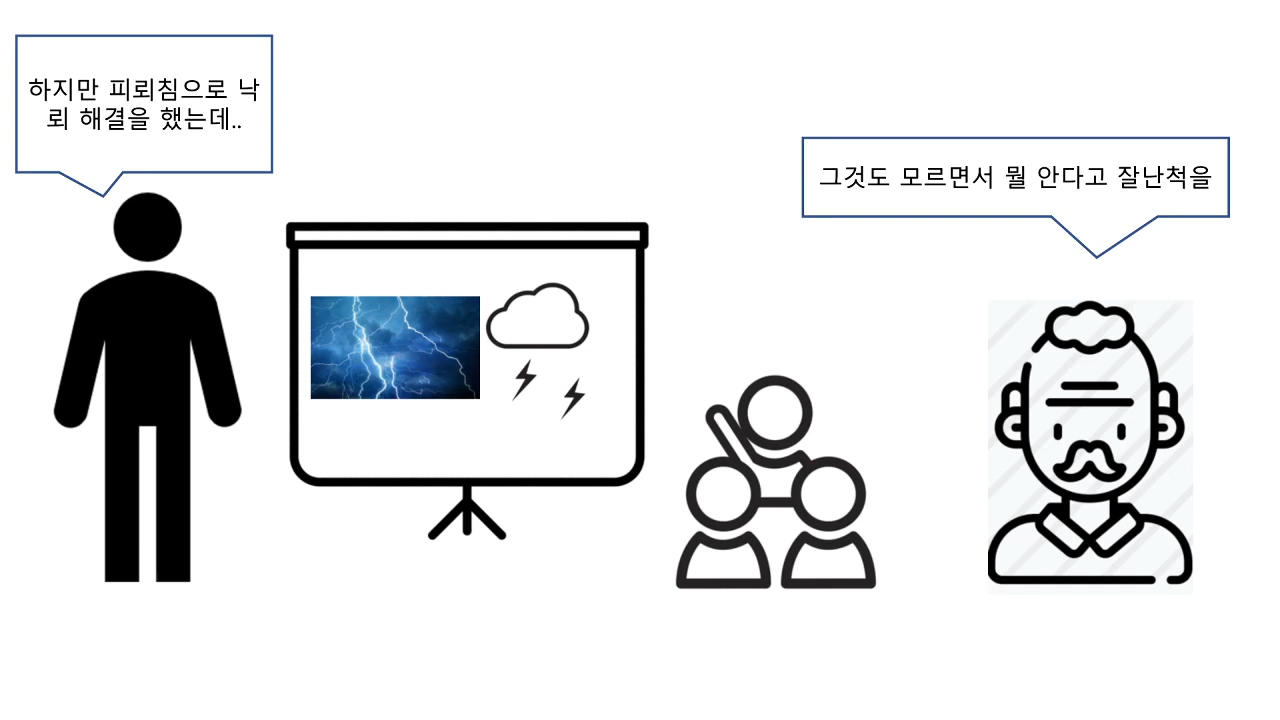 하지만 피뢰침으로 낙
뢰 해결을 했는데..
그것도 모르면서 뭘 안다고 잘난척을